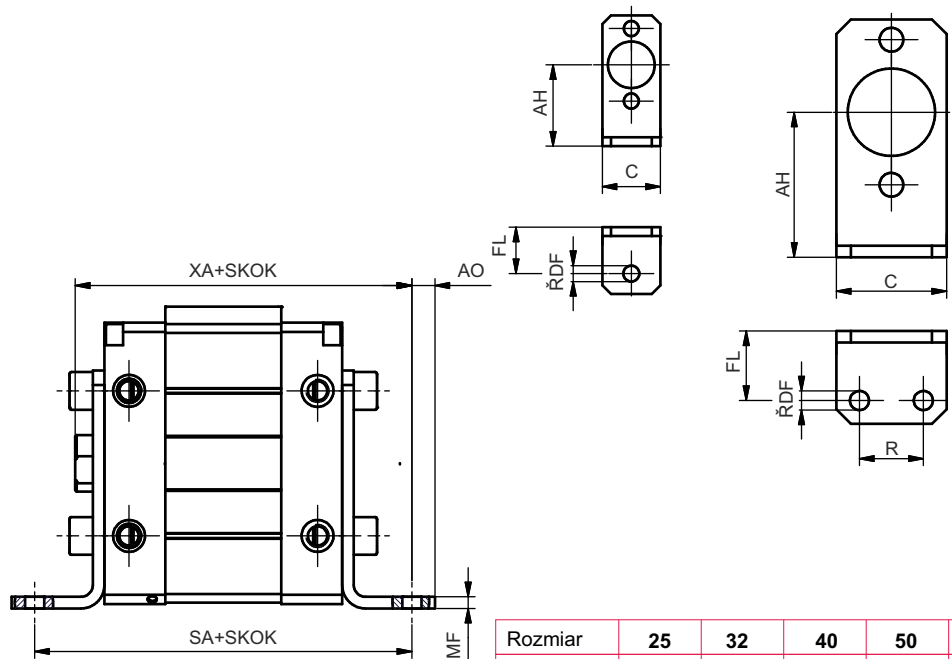 AH
C
FL
ŘDF
AH
C
FL
ŘDF
R
XA+SKOK
AO
SA+SKOK
MF
Rozmiar 25 32 40 50